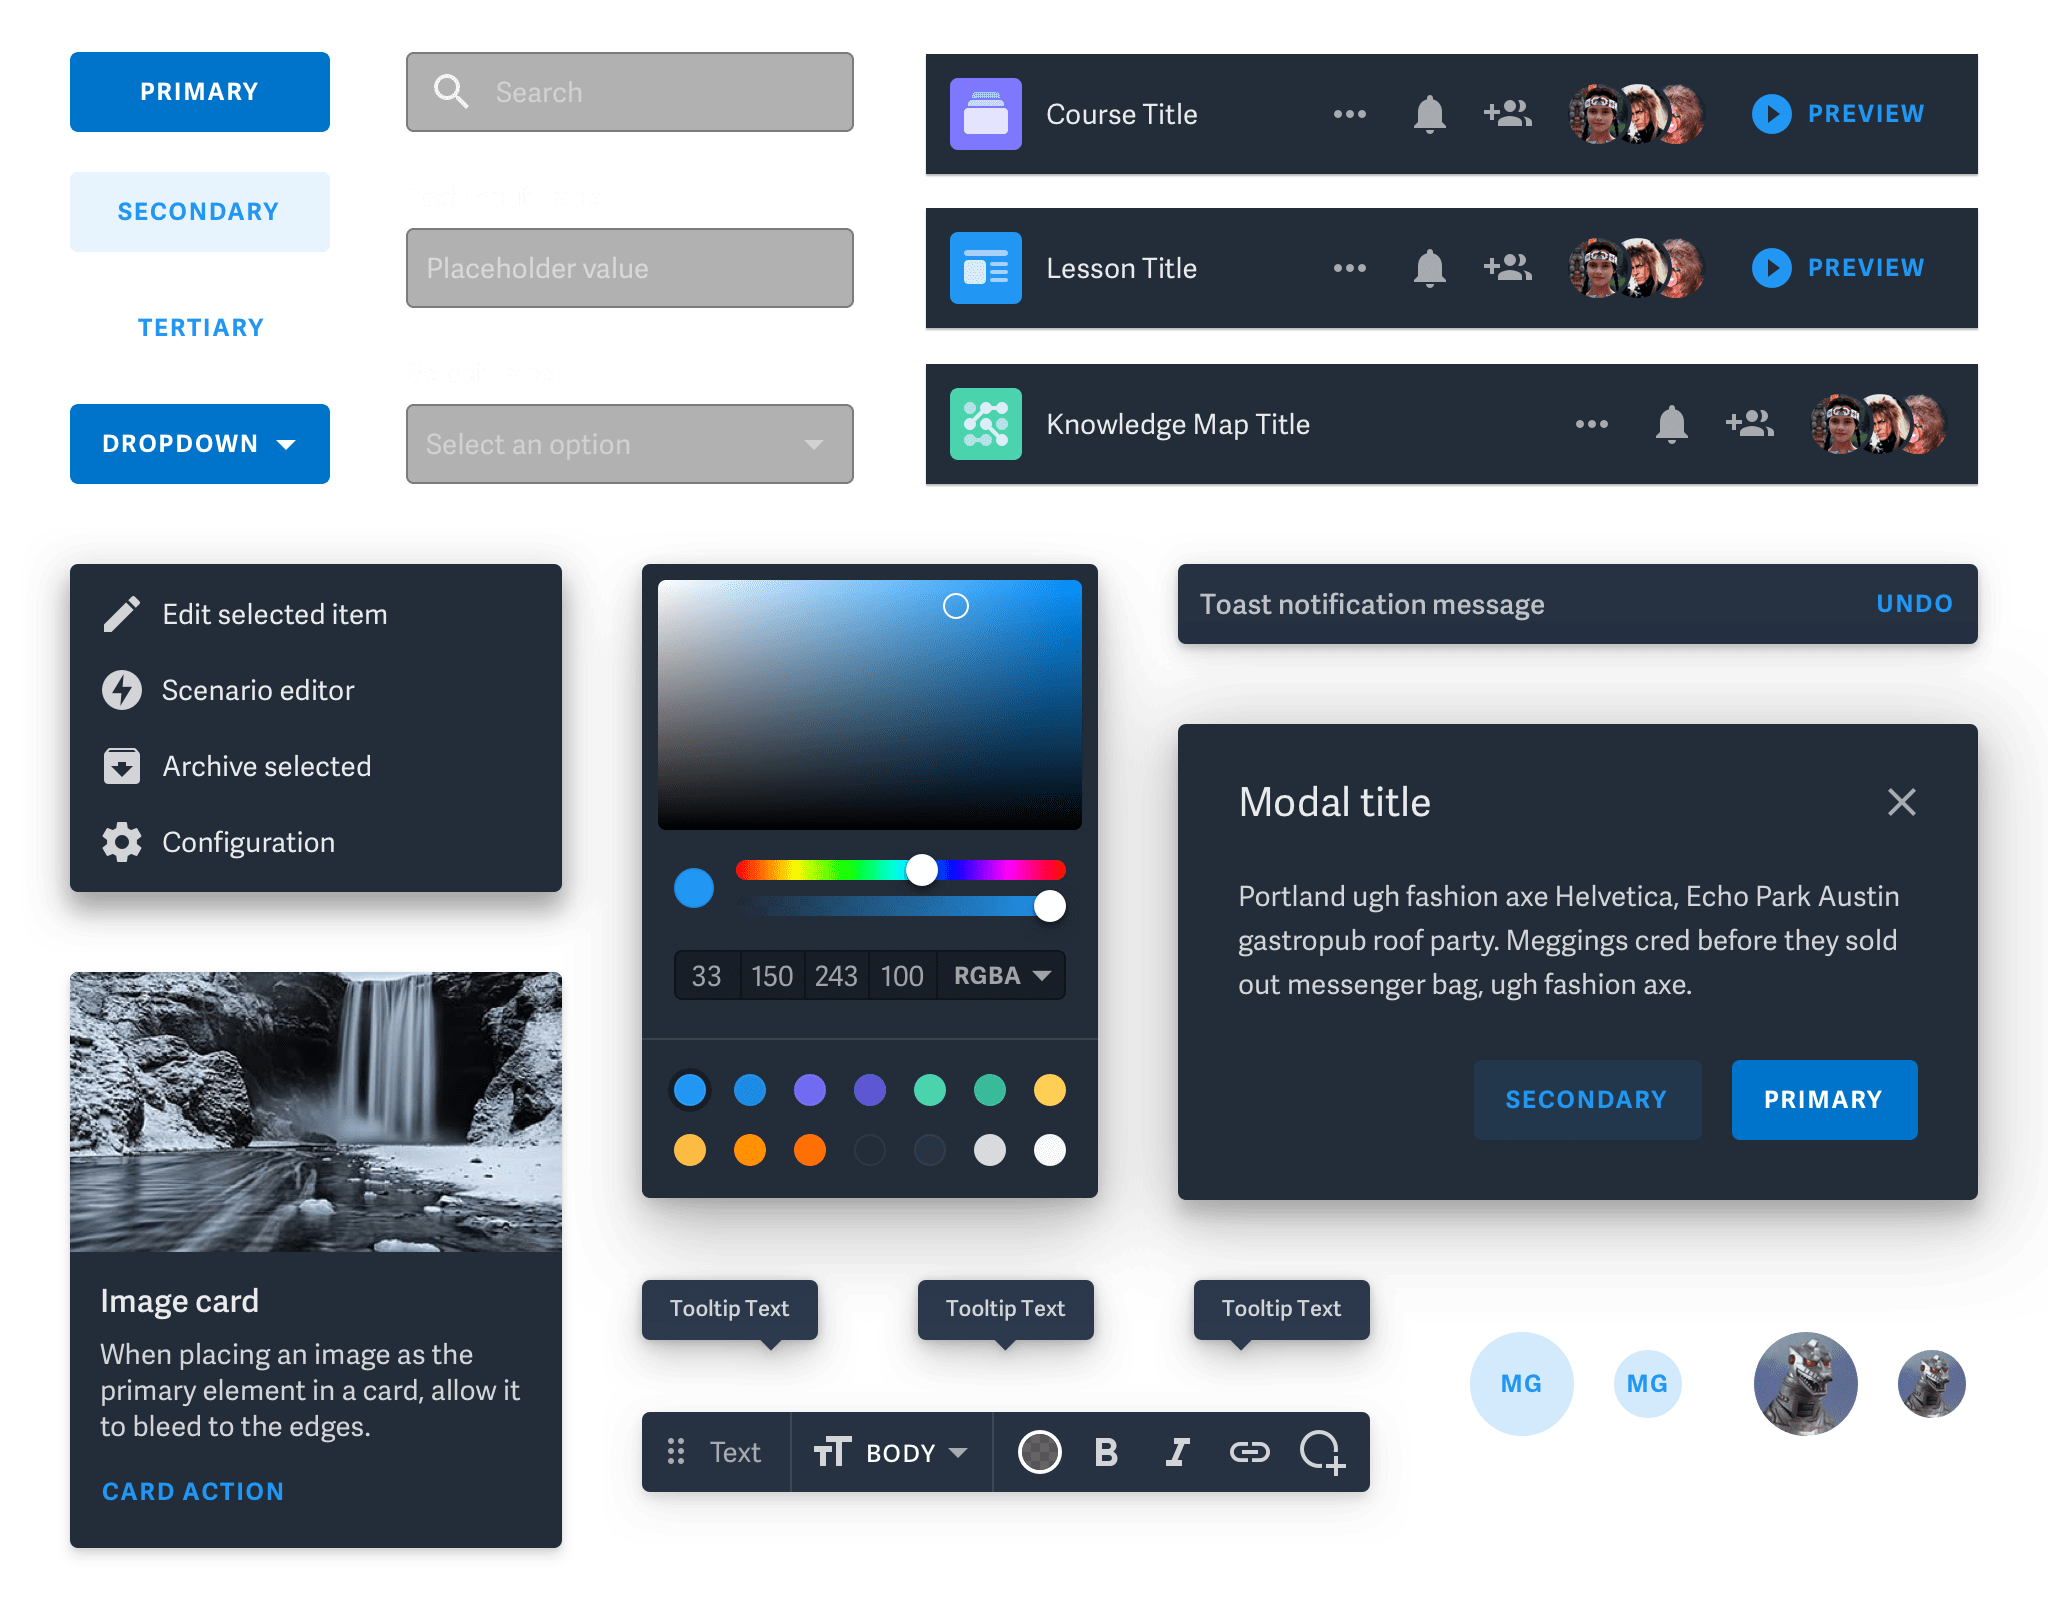 PRIMARY
Search
SECONDARY
Placeholder value
TERTIARY
DROPDOWN
Select an option
Course Title
PREVIEW
Lesson Title
PREVIEW
Knowledge Map Title
Edit selected item
Scenario editor
Archive selected
Configuration
33 150 243 100 RGBA
Toast notification message UNDO
Modal title
Portland ugh fashion axe Helvetica, Echo Park Austin
gastropub roof party. Meggings cred before they sold
out messenger bag, ugh fashion axe.
SECONDARY PRIMARY
Image card
When placing an image as the
primary element in a card, allow it
to bleed to the edges.
CARD ACTION
Tooltip Text Tooltip Text Tooltip Text
Text BODY B I
MG MG